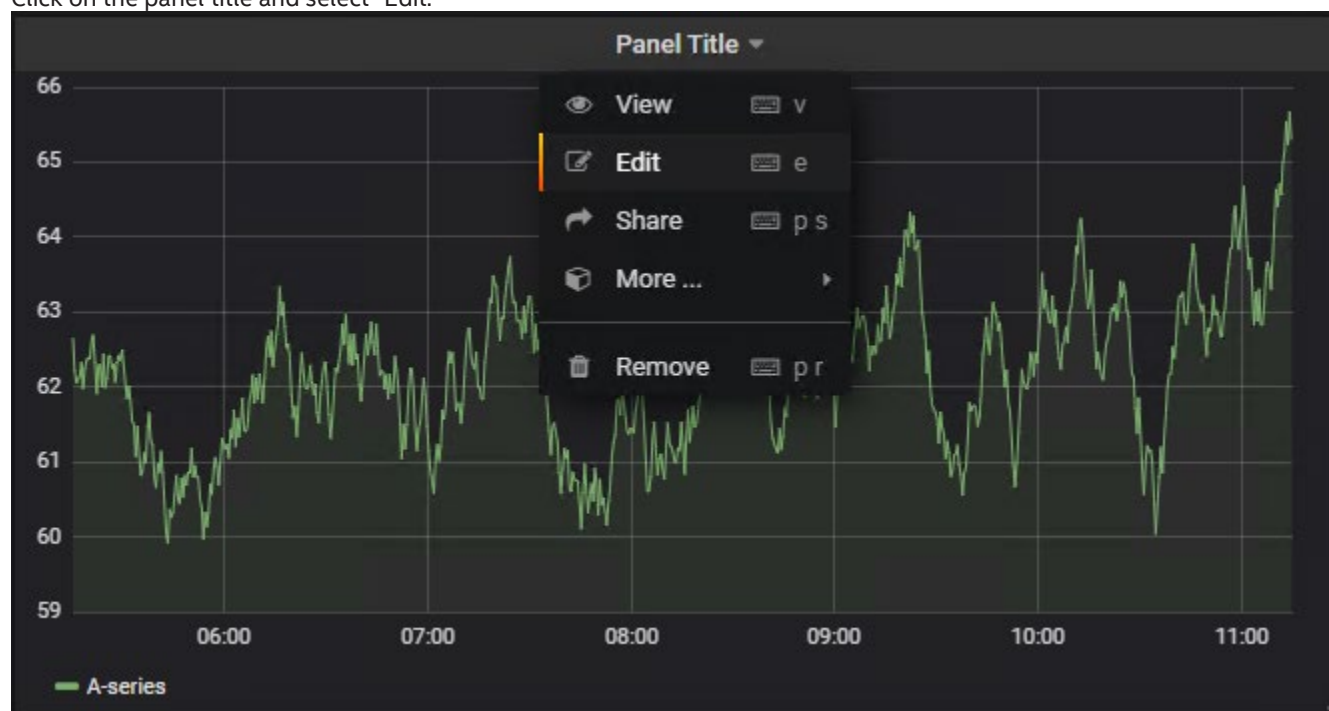 Click on the panel title and select "Edit."
Panel Title
66
View v
65
Edit e
64
Share p s
More ...
63
62
Remove p r
61
60
59
06:00 07:00 08:00 09:00 10:00 11:00
A-series